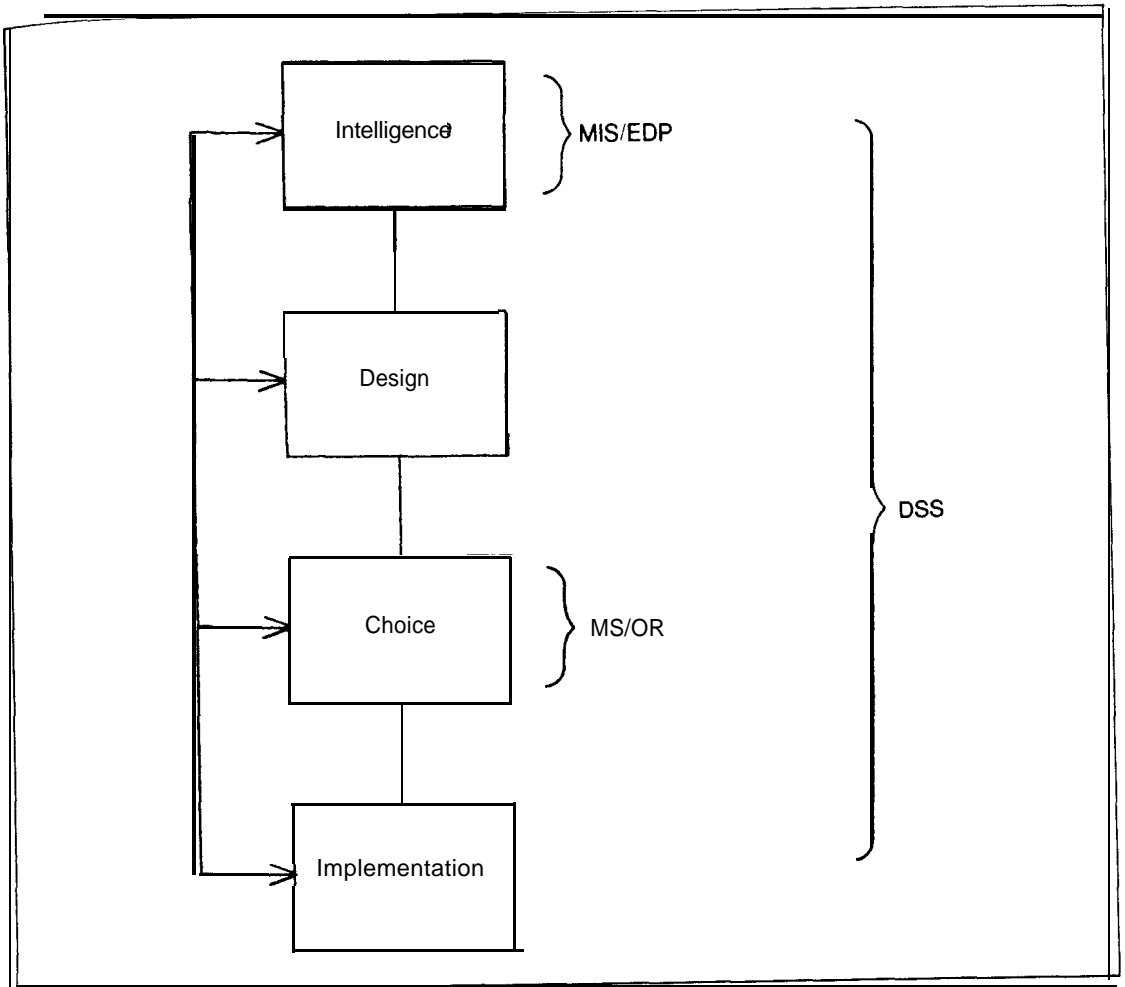 Intelligence
MIS/EDP
Design
DSS
Choice
MS/OR
Implementation